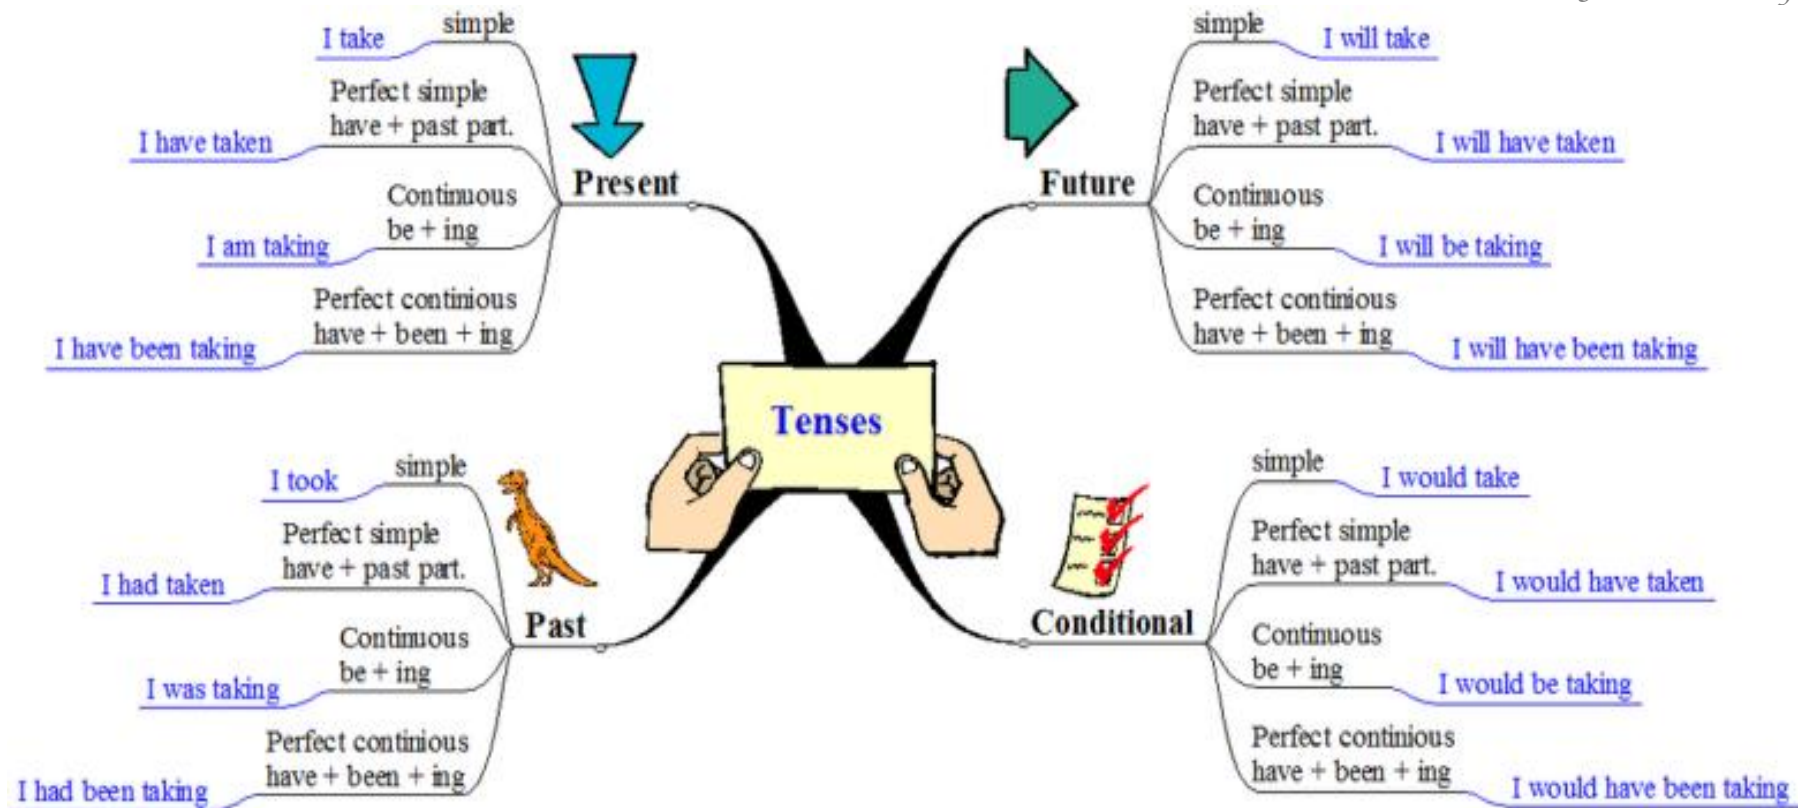 Tenses
Present
simple
I take
Perfect simple
have + past part.
I have taken
Continuous
be + ing
I am taking
Perfect continious
have + been + ing
I have been taking
Future
simple
I will take
Perfect simple
have + past part.
I will have taken
Continuous
be + ing
I will be taking
Perfect continious
have + been + ing
I will have been taking
Past
simple
I took
Perfect simple
have + past part.
I had taken
Continuous
be + ing
I was taking
Perfect continious
have + been + ing
I had been taking
Conditional
simple
I would take
Perfect simple
have + past part.
I would have taken
Continuous
be + ing
I would be taking
Perfect continious
have + been + ing
I would have been taking